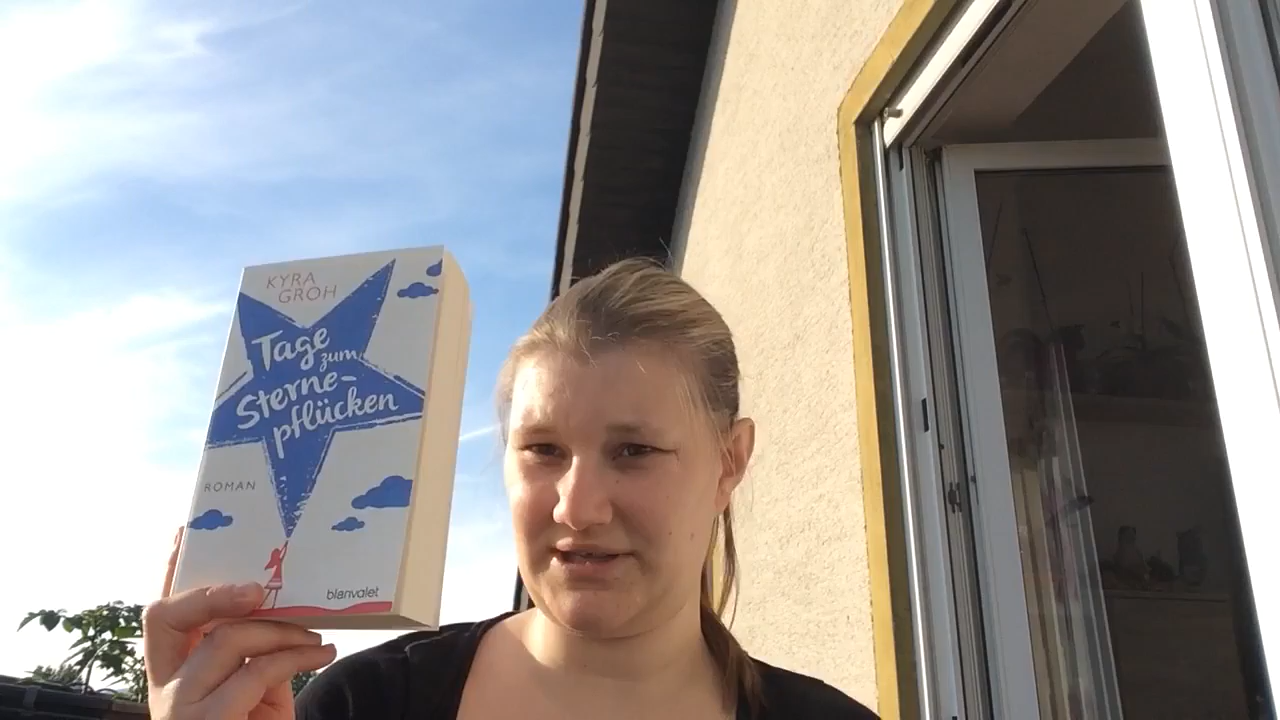 KYRA
GROH
Tage
zum
Sterne-
pflücken
ROMAN
blanvalet